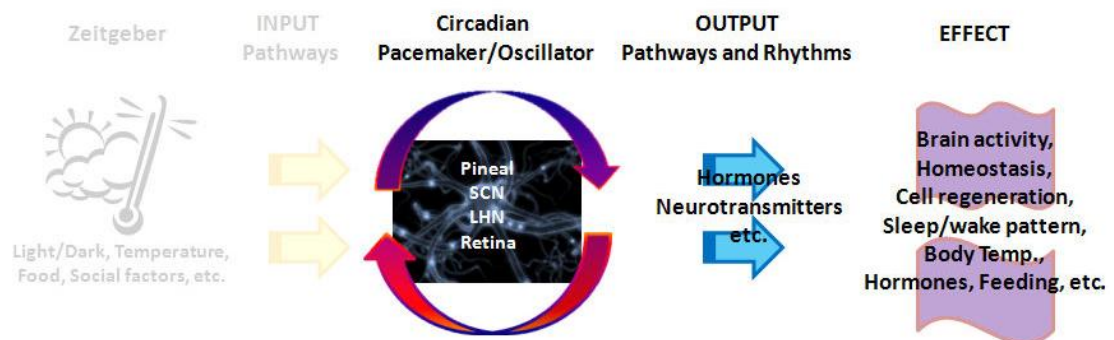 Zeitgeber
INPUT
Pathways
Circadian
Pacemaker/Oscillator
OUTPUT
Pathways and Rhythms
EFFECT
Light/Dark, Temperature,
Food, Social factors, etc.
Pineal
SCN
LHN
Retina
Hormones
Neurotransmitters
etc.
Brain activity,
Homeostasis,
Cell regeneration,
Sleep/wake pattern,
Body Temp.,
Hormones, Feeding, etc.